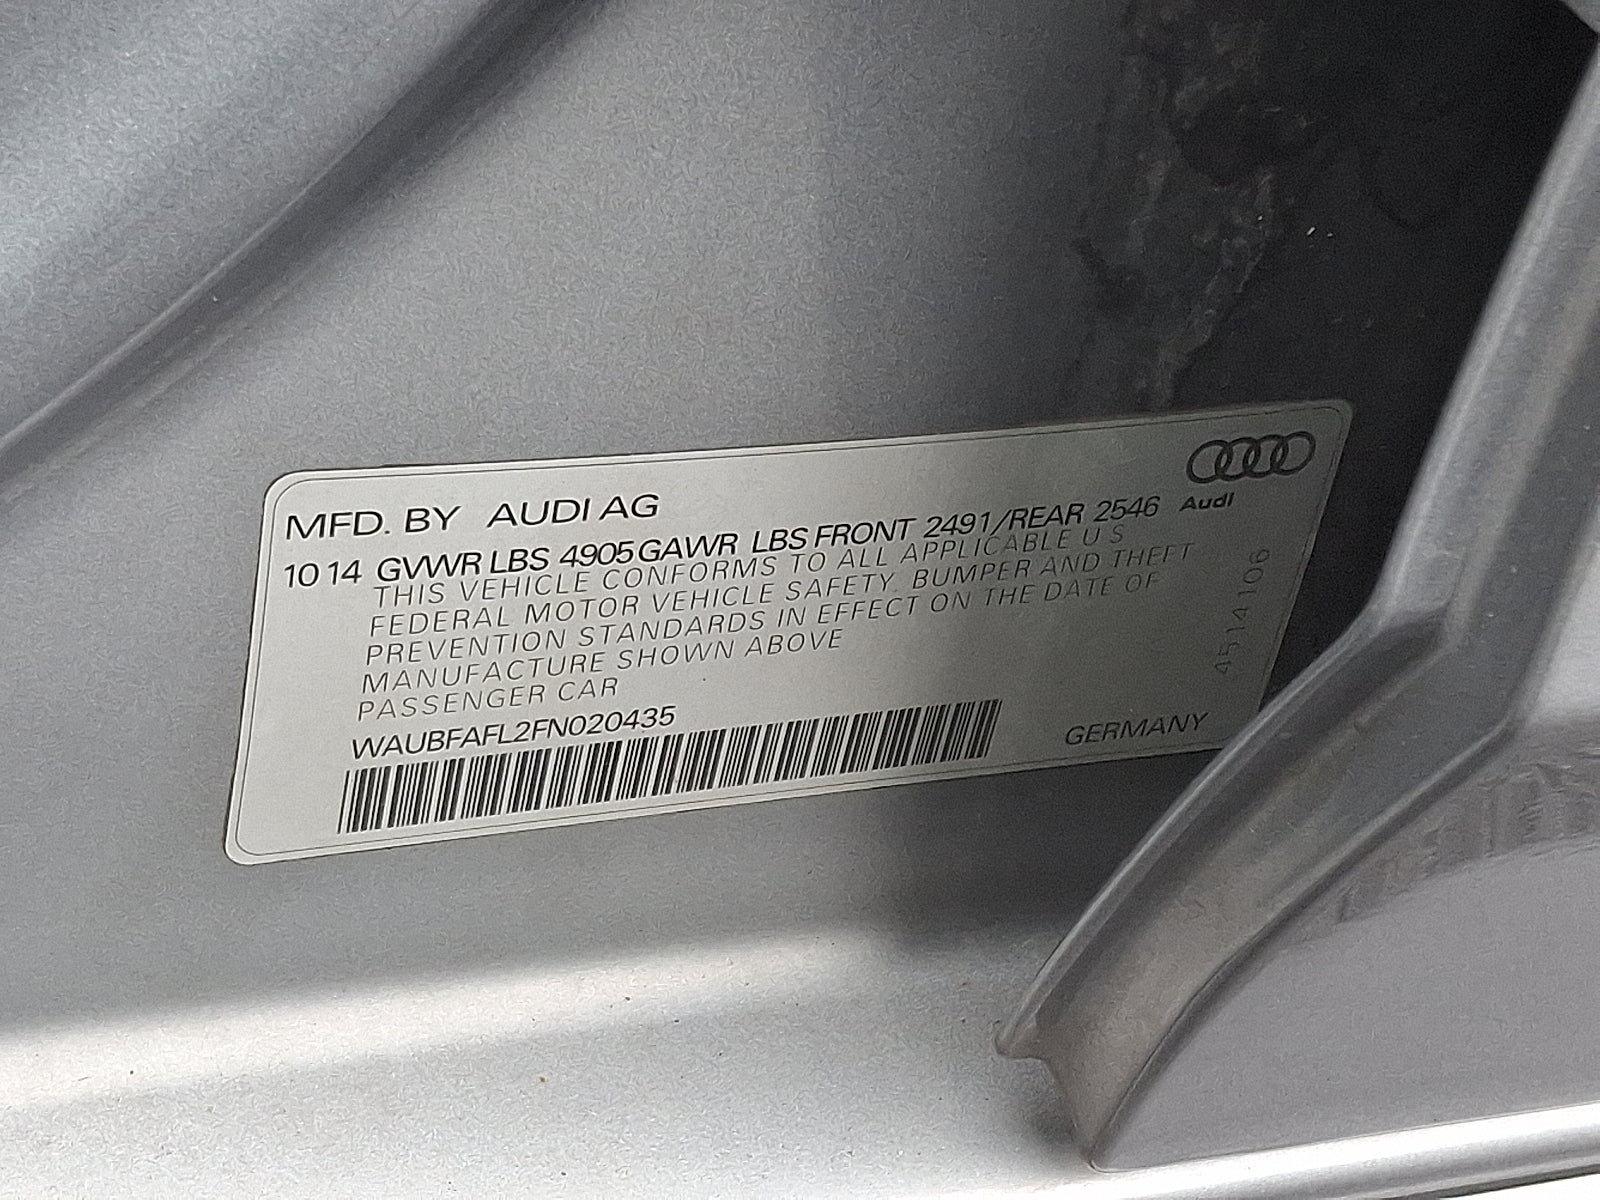 MFD. BY AUDI AG
Audi
10 14 GVWR LBS 4905 GAWR LBS FRONT 2491/REAR 2546
THIS VEHICLE CONFORMS TO ALL APPLICABLE U S
FEDERAL MOTOR VEHICLE SAFETY. BUMPER AND THEFT
PREVENTION STANDARDS IN EFFECT ON THE DATE OF
MANUFACTURE SHOWN ABOVE
PASSENGER CAR
WAUBFAFL2FN020435
GERMANY
4514106